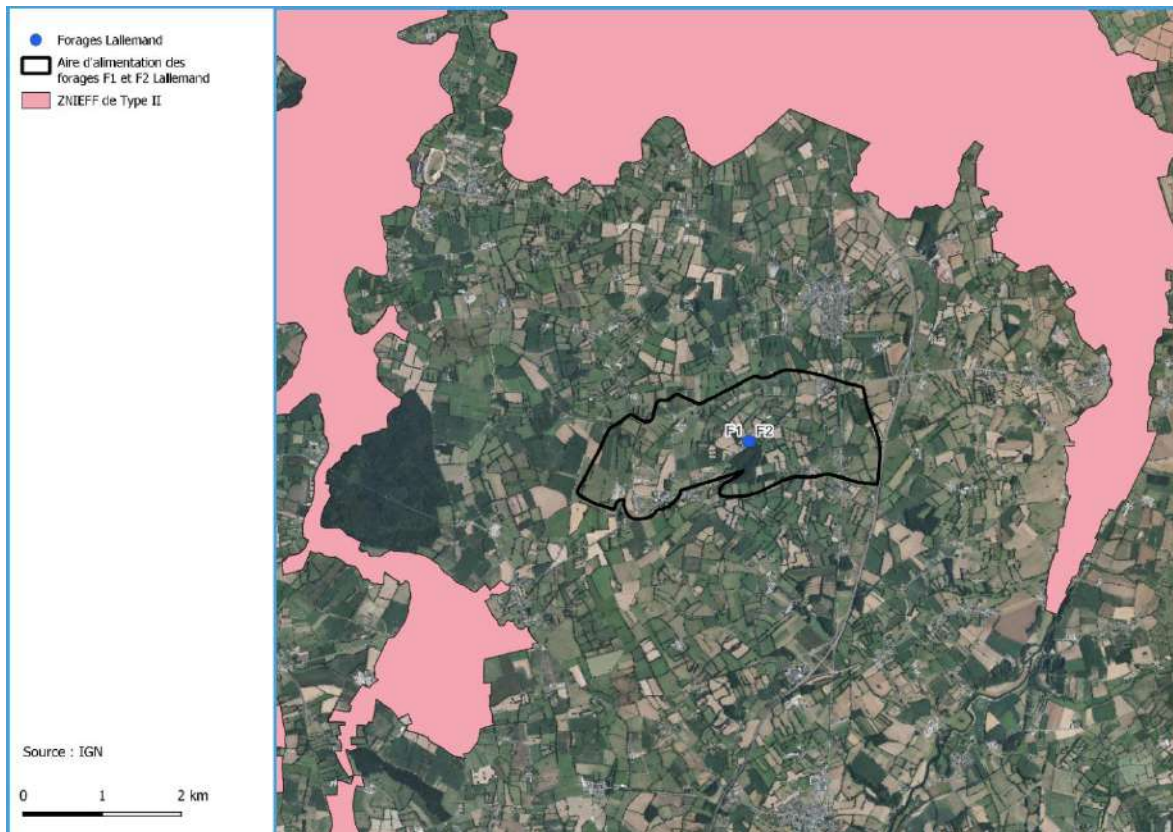 Forages Lallemand
Aire d'alimentation des
forages F1 et F2 Lallemand
ZNIEFF de Type II
F1 F2
Source : IGN
0 1 2 km